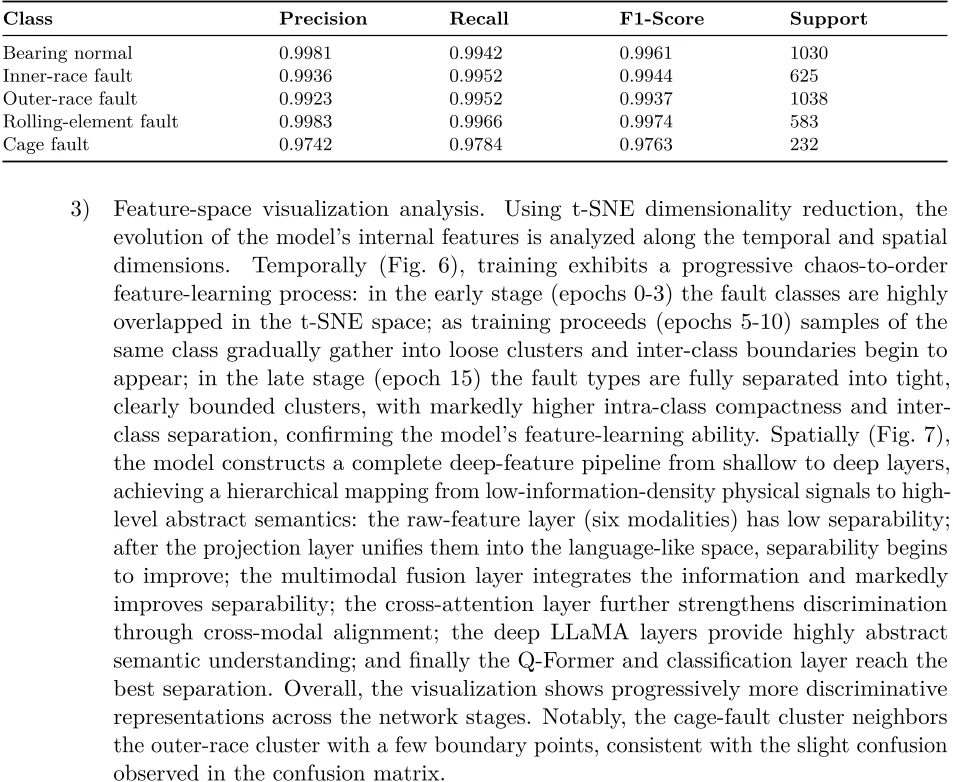 Class Precision Recall F1-Score Support
Bearing normal 0.9981 0.9942 0.9961 1030
Inner-race fault 0.9936 0.9952 0.9944 625
Outer-race fault 0.9923 0.9952 0.9937 1038
Rolling-element fault 0.9983 0.9966 0.9974 583
Cage fault 0.9742 0.9784 0.9763 232
3) Feature-space visualization analysis. Using t-SNE dimensionality reduction, the
evolution of the model's internal features is analyzed along the temporal and spatial
dimensions. Temporally (Fig. 6), training exhibits a progressive chaos-to-order
feature-learning process: in the early stage (epochs 0-3) the fault classes are highly
overlapped in the t-SNE space; as training proceeds (epochs 5-10) samples of the
same class gradually gather into loose clusters and inter-class boundaries begin to
appear; in the late stage (epoch 15) the fault types are fully separated into tight,
clearly bounded clusters, with markedly higher intra-class compactness and inter-
class separation, confirming the model's feature-learning ability. Spatially (Fig. 7),
the model constructs a complete deep-feature pipeline from shallow to deep layers,
achieving a hierarchical mapping from low-information-density physical signals to high-
level abstract semantics: the raw-feature layer (six modalities) has low separability;
after the projection layer unifies them into the language-like space, separability begins
to improve; the multimodal fusion layer integrates the information and markedly
improves separability; the cross-attention layer further strengthens discrimination
through cross-modal alignment; the deep LLaMA layers provide highly abstract
semantic understanding; and finally the Q-Former and classification layer reach the
best separation. Overall, the visualization shows progressively more discriminative
representations across the network stages. Notably, the cage-fault cluster neighbors
the outer-race cluster with a few boundary points, consistent with the slight confusion
observed in the confusion matrix.